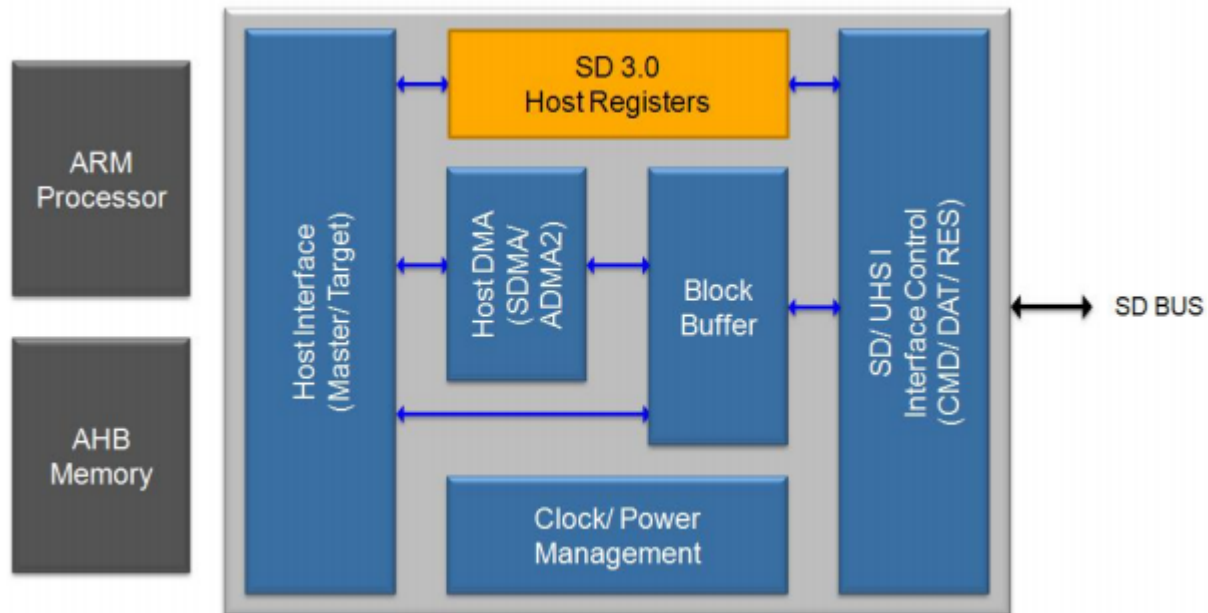 ARM
Processor
AHB
Memory
Host Interface
(Master/ Target)
SD 3.0
Host Registers
Host DMA
(SDMA/
ADMA2)
Block
Buffer
Clock/ Power
Management
SD/ UHS I
Interface Control
(CMD/ DAT/ RES)
SD BUS